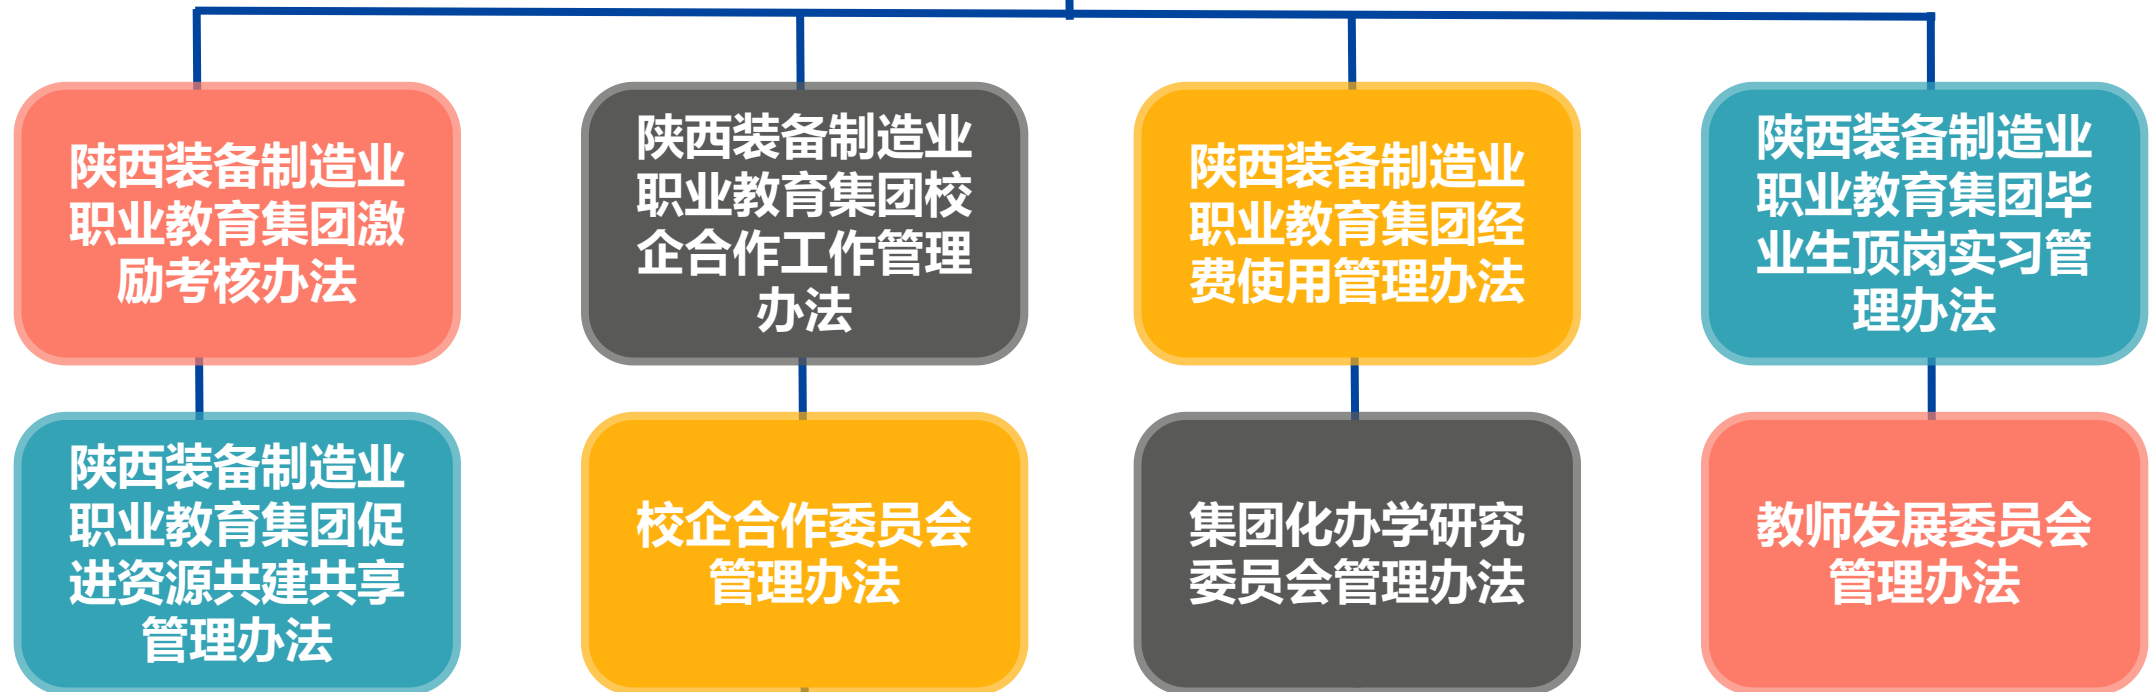 陕西装备制造业
职业教育集团激
励考核办法
陕西装备制造业
职业教育集团校
企合作工作管理
办法
陕西装备制造业
职业教育集团经
费使用管理办法
陕西装备制造业
职业教育集团毕
业生顶岗实习管
理办法
陕西装备制造业
职业教育集团促
进资源共建共享
管理办法
校企合作委员会
管理办法
集团化办学研究
委员会管理办法
教师发展委员会
管理办法